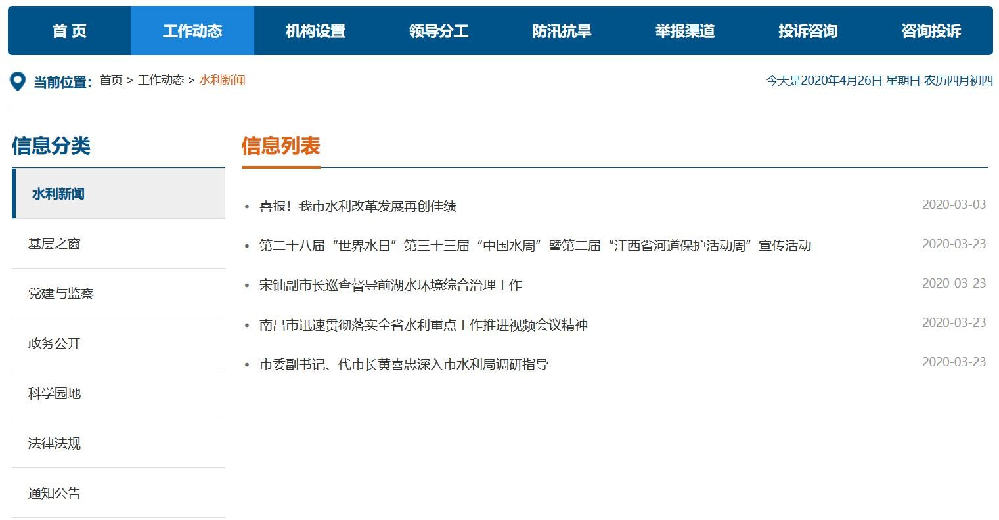 首 页 工作动态 机构设置 领导分工 防汛抗旱 举报渠道 投诉咨询 咨询投诉
当前位置： 首页 > 工作动态 > 水利新闻 今天是2020年4月26日 星期日 农历四月初四
信息分类
水利新闻
基层之窗
党建与监察
政务公开
科学园地
法律法规
通知公告
信息列表
喜报！我市水利改革发展再创佳绩 2020-03-03
第二十八届“世界水日”第三十三届“中国水周”暨第二届“江西省河道保护活动周”宣传活动 2020-03-23
宋铀副市长巡查督导前湖水环境综合治理工作 2020-03-23
南昌市迅速贯彻落实全省水利重点工作推进视频会议精神 2020-03-23
市委副书记、代市长黄喜忠深入市水利局调研指导 2020-03-23